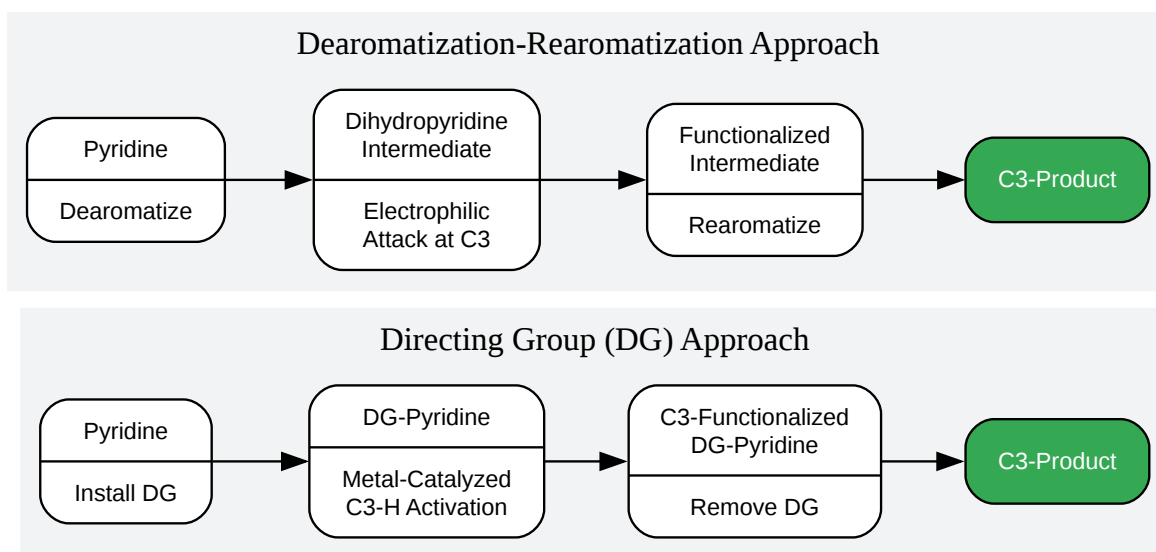 Dearomatization-Rearomatization Approach
Pyridine
Dearomatize
Dihydropyridine
Intermediate
Electrophilic
Attack at C3
Functionalized
Intermediate
Rearomatize
C3-Product
Directing Group (DG) Approach
Pyridine
Install DG
DG-Pyridine
Metal-Catalyzed
C3-H Activation
C3-Functionalized
DG-Pyridine
Remove DG
C3-Product